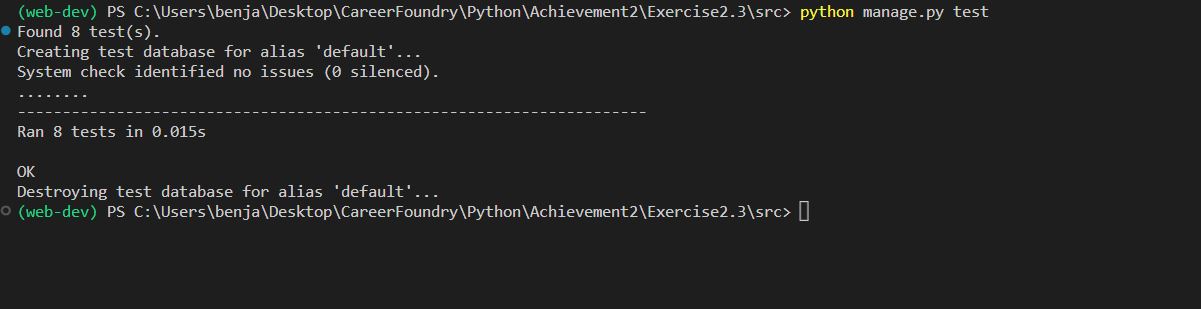 (web-dev) PS C:\Users\benja\Desktop\CareerFoundry\Python\Achievement2\Exercise2.3\src> python manage.py test
Found 8 test(s).
Creating test database for alias 'default'...
System check identified no issues (0 silenced).
........
----------------------------------------------------------------------
Ran 8 tests in 0.015s

OK
Destroying test database for alias 'default'...
(web-dev) PS C:\Users\benja\Desktop\CareerFoundry\Python\Achievement2\Exercise2.3\src>